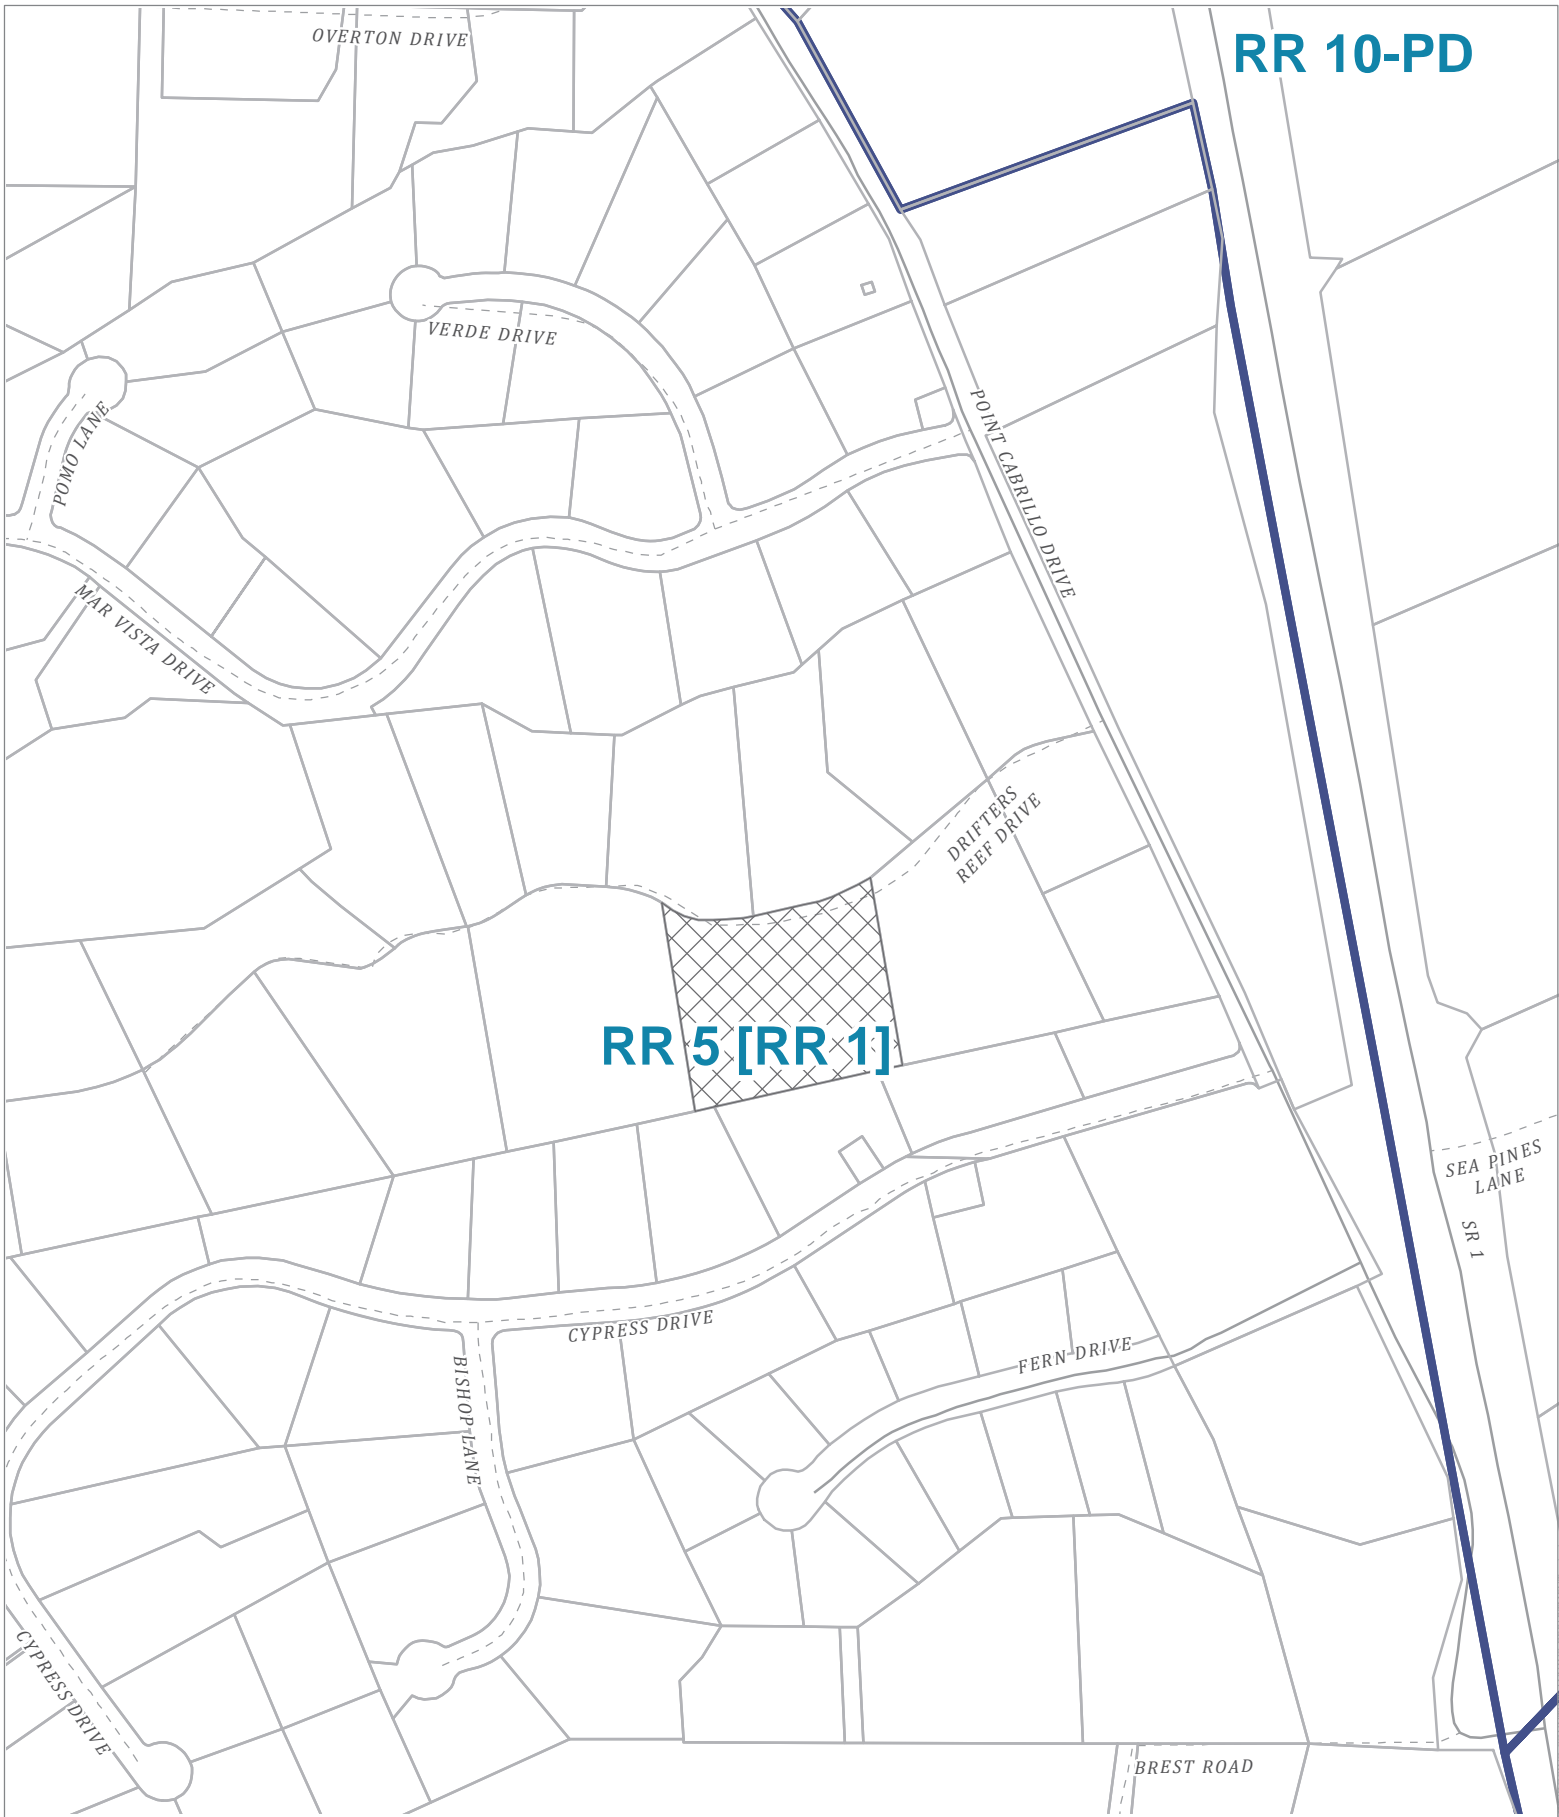 OVERTON DRIVE
RR 10-PD
VERDE DRIVE
POMO LANE
POINT CABRILLO DRIVE
MAR VISTA DRIVE
DRIFTERS
REEF DRIVE
RR 5 [RR 1]
SEA PINES
LANE
SR 1
CYPRESS DRIVE
FERN DRIVE
BISHOP LANE
CYPRESS DRIVE
BREST ROAD